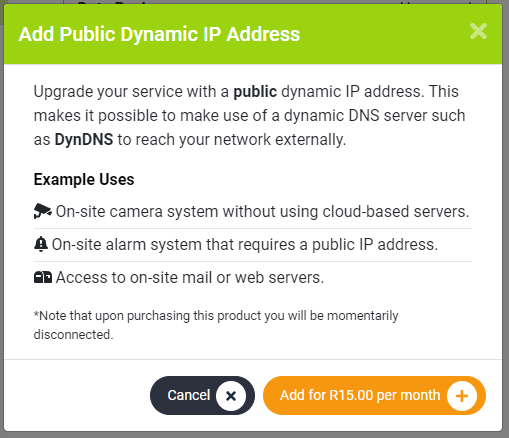 Add Public Dynamic IP Address
Upgrade your service with a public dynamic IP address. This
makes it possible to make use of a dynamic DNS server such
as DynDNS to reach your network externally.
Example Uses
On-site camera system without using cloud-based servers.
On-site alarm system that requires a public IP address.
Access to on-site mail or web servers.
*Note that upon purchasing this product you will be momentarily
disconnected.
Cancel
Add for R15.00 per month